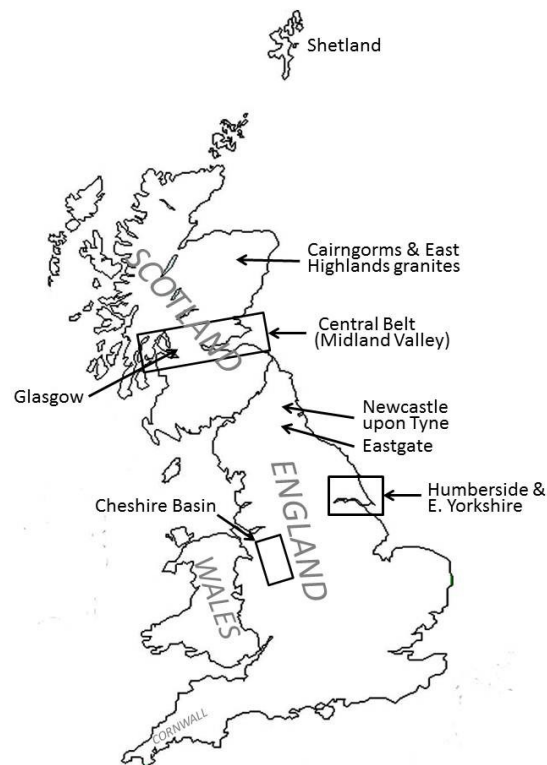 Shetland
Cairngorms & East
Highlands granites
SCOTLAND
Central Belt
(Midland Valley)
Glasgow
Newcastle
upon Tyne
Eastgate
ENGLAND
Humberside &
E. Yorkshire
Cheshire Basin
WALES
CORNWALL